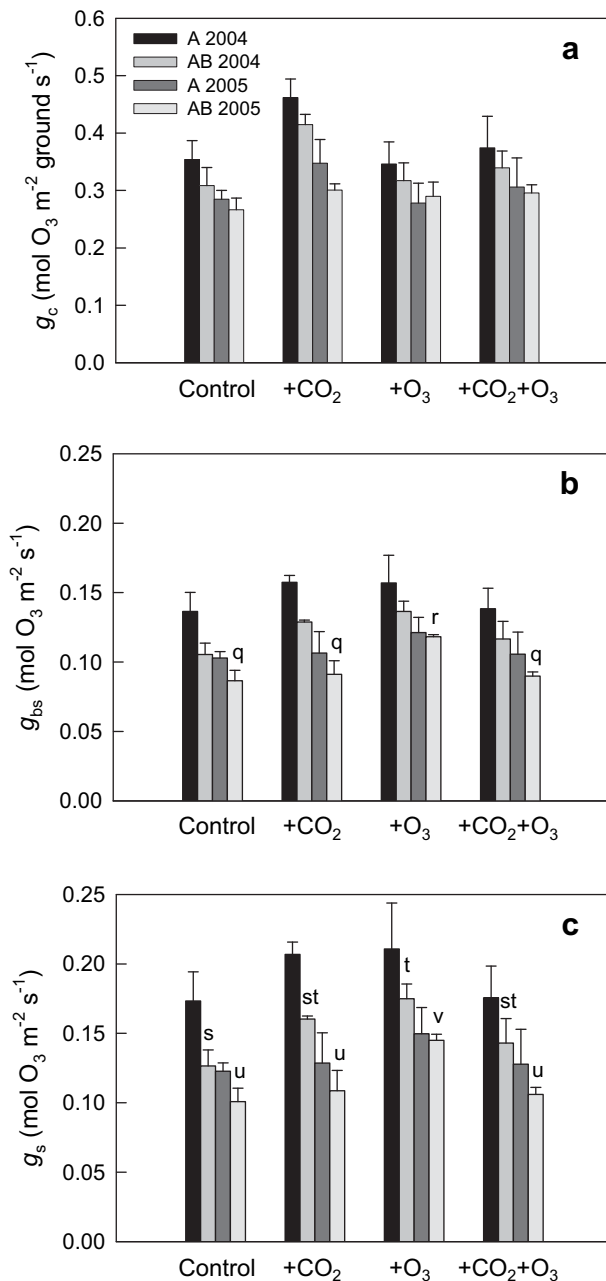 0.6
0.5
0.4
0.3
0.2
0.1
0.0
g_c (mol O₃ m⁻² ground s⁻¹)
A 2004
AB 2004
A 2005
AB 2005
a
Control +CO₂ +O₃ +CO₂+O₃
0.25
0.20
0.15
0.10
0.05
0.00
g_bs (mol O₃ m⁻² s⁻¹)
b
q q r q
Control +CO₂ +O₃ +CO₂+O₃
0.25
0.20
0.15
0.10
0.05
0.00
g_s (mol O₃ m⁻² s⁻¹)
c
s u st u t v st u
Control +CO₂ +O₃ +CO₂+O₃